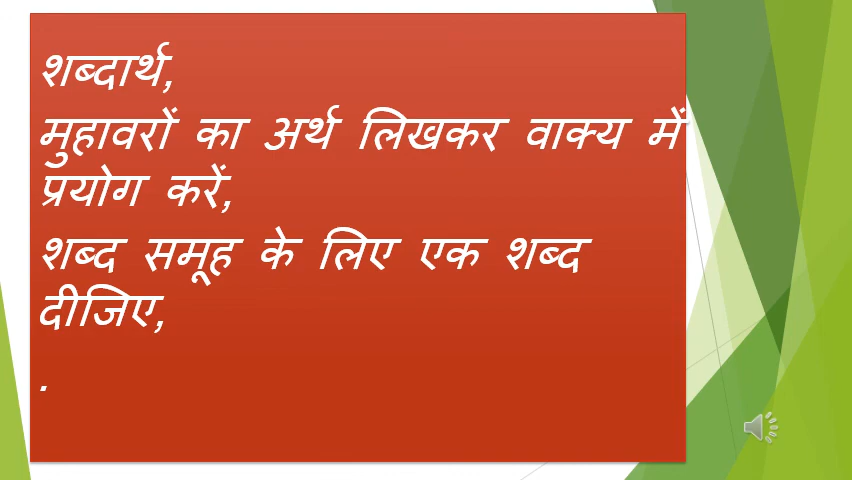 शब्दार्थ,
मुहावरों का अर्थ लिखकर वाक्य में
प्रयोग करें,
शब्द समूह के लिए एक शब्द
दीजिए,
.